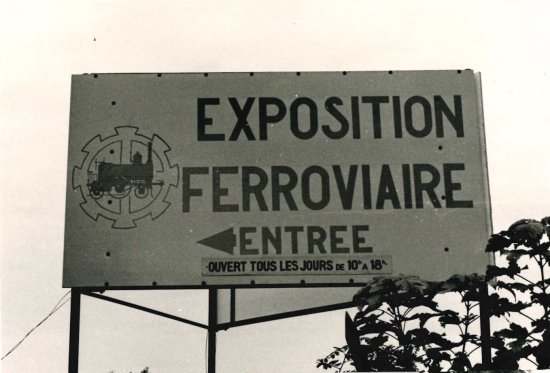 EXPOSITION
FERROVIAIRE
ENTREE
OUVERT TOUS LES JOURS DE 10h A 18h